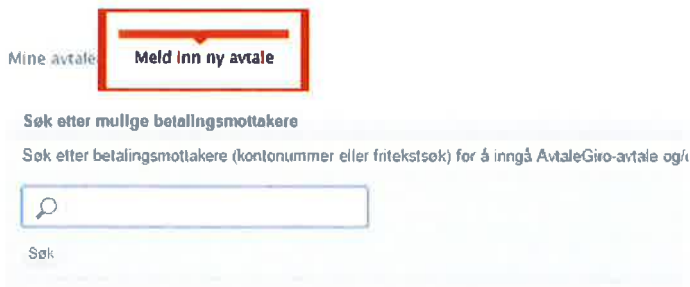 Mine avtale
Meld inn ny avtale
Søk etter mulige betalingsmottakere
Søk etter betalingsmottakere (kontonummer eller fritekstsøk) for å inngå AvtaleGiro-avtale og/
Søk